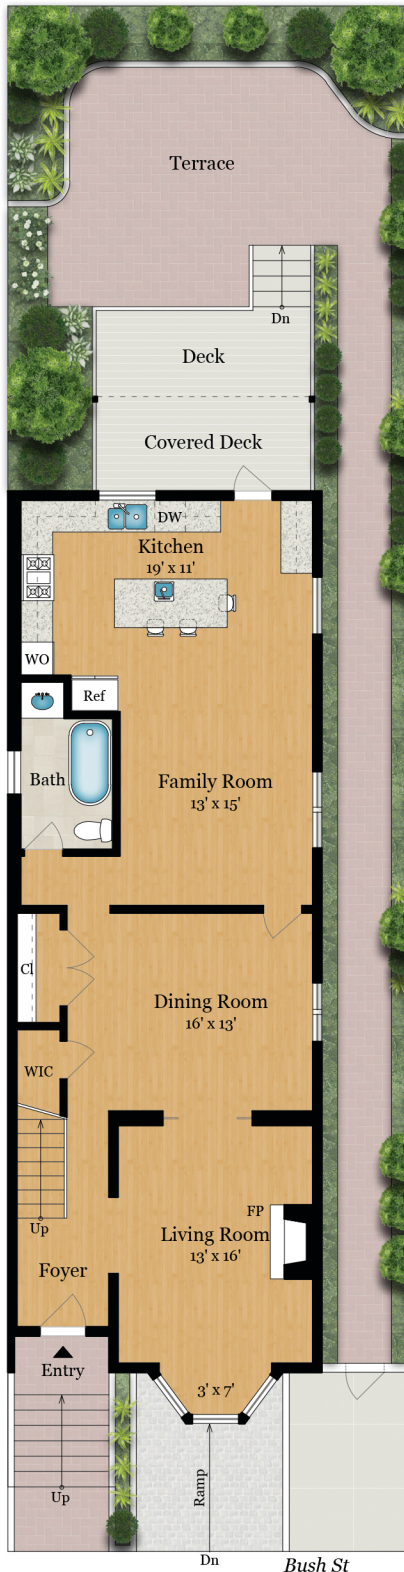 Terrace
Dn
Deck
Covered Deck
DW
Kitchen
19' x 11'
WO
Ref
Bath
Family Room
13' x 15'
Cl
Dining Room
16' x 13'
WIC
FP
Up
Living Room
13' x 16'
Foyer
Entry
3' x 7'
Ramp
Up
Dn
Bush St